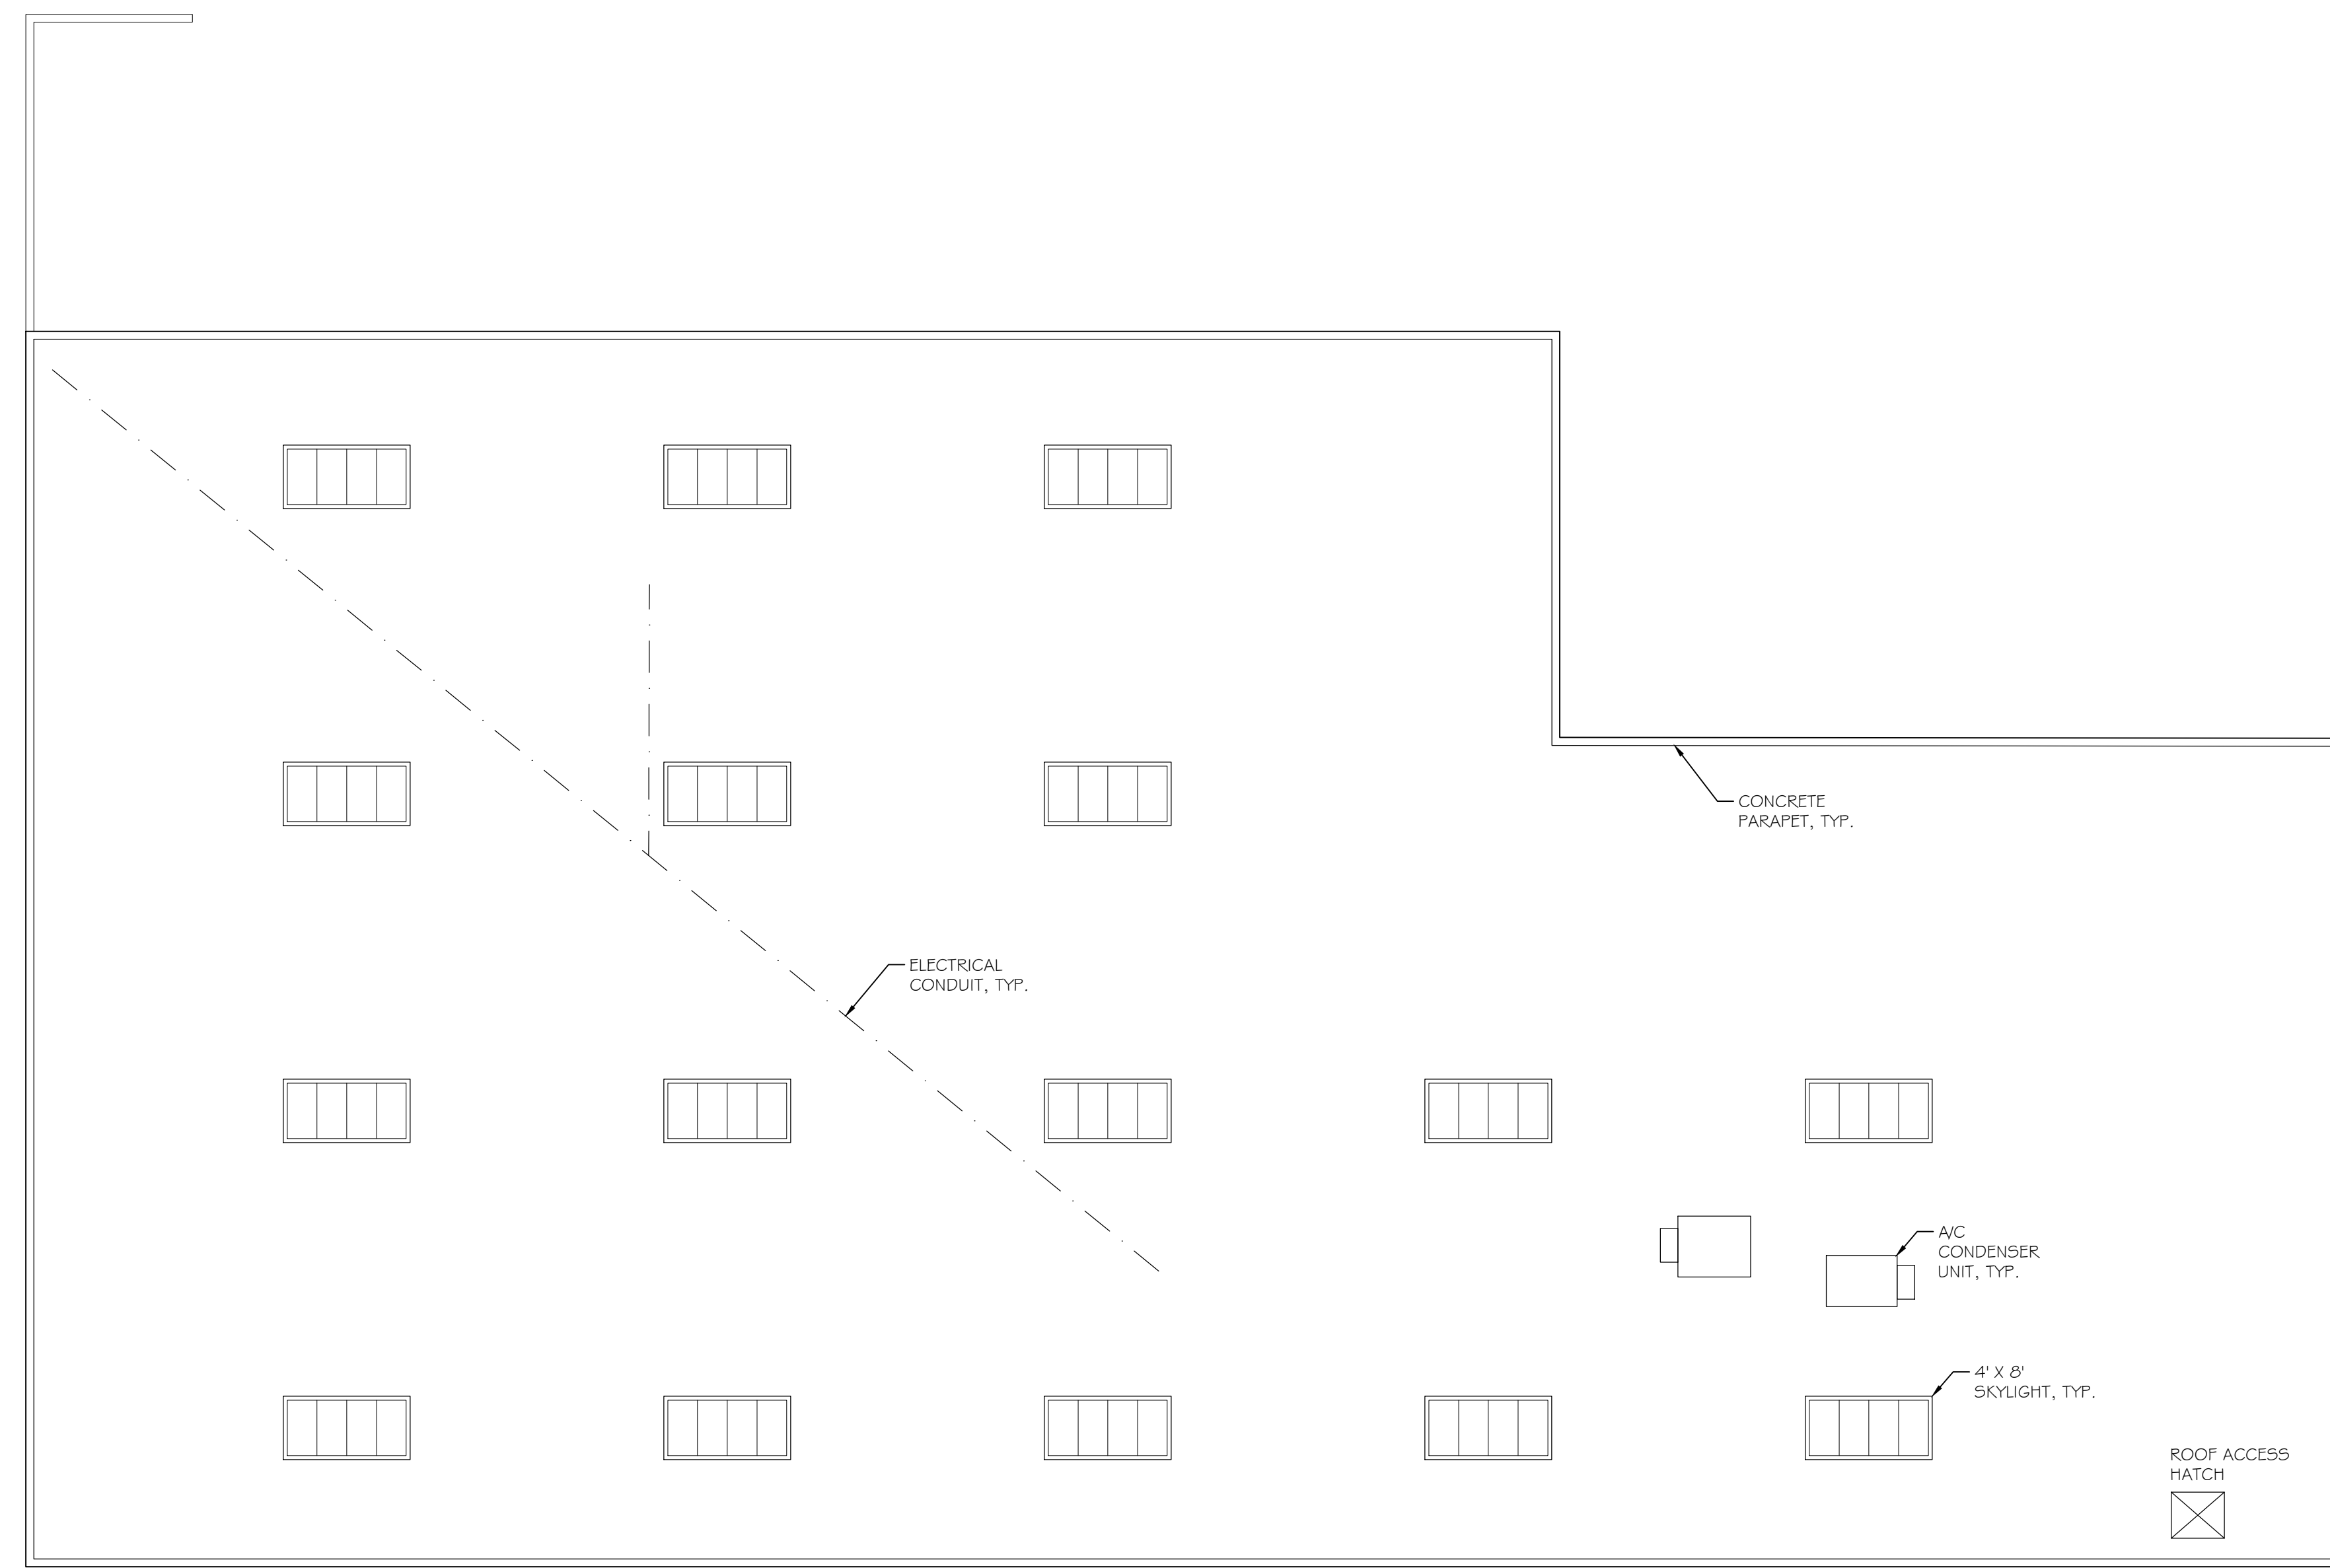 CONCRETE
PARAPET, TYP.
ELECTRICAL
CONDUIT, TYP.
A/C
CONDENSER
UNIT, TYP.
4' X 8'
SKYLIGHT, TYP.
ROOF ACCESS
HATCH